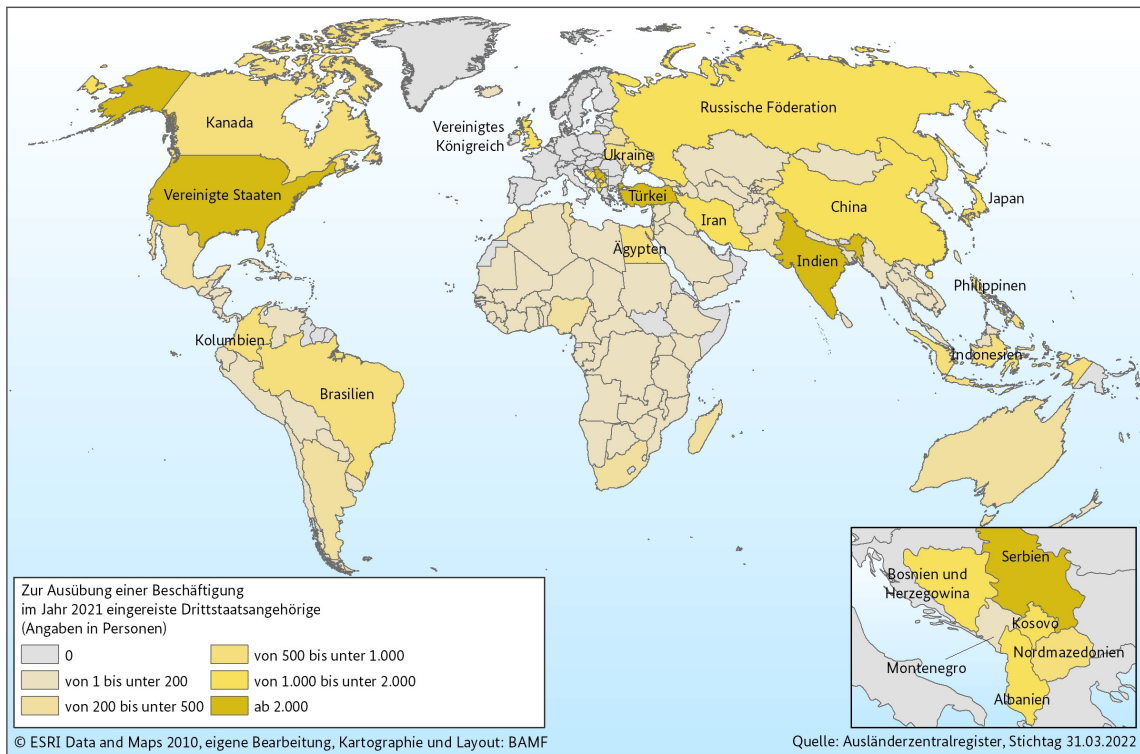 Kanada
Vereinigte Staaten
Vereinigtes
Königreich
Russische Föderation
Ukraine
Türkei
Iran
China
Japan
Ägypten
Indien
Philippinen
Indonesien
Kolumbien
Brasilien
Serbien
Bosnien und
Herzegowina
Kosovo
Nordmazedonien
Montenegro
Albanien
Zur Ausübung einer Beschäftigung
im Jahr 2021 eingereiste Drittstaatsangehörige
(Angaben in Personen)
0
von 1 bis unter 200
von 200 bis unter 500
von 500 bis unter 1.000
von 1.000 bis unter 2.000
ab 2.000
© ESRI Data and Maps 2010, eigene Bearbeitung, Kartographie und Layout: BAMF
Quelle: Ausländerzentralregister, Stichtag 31.03.2022